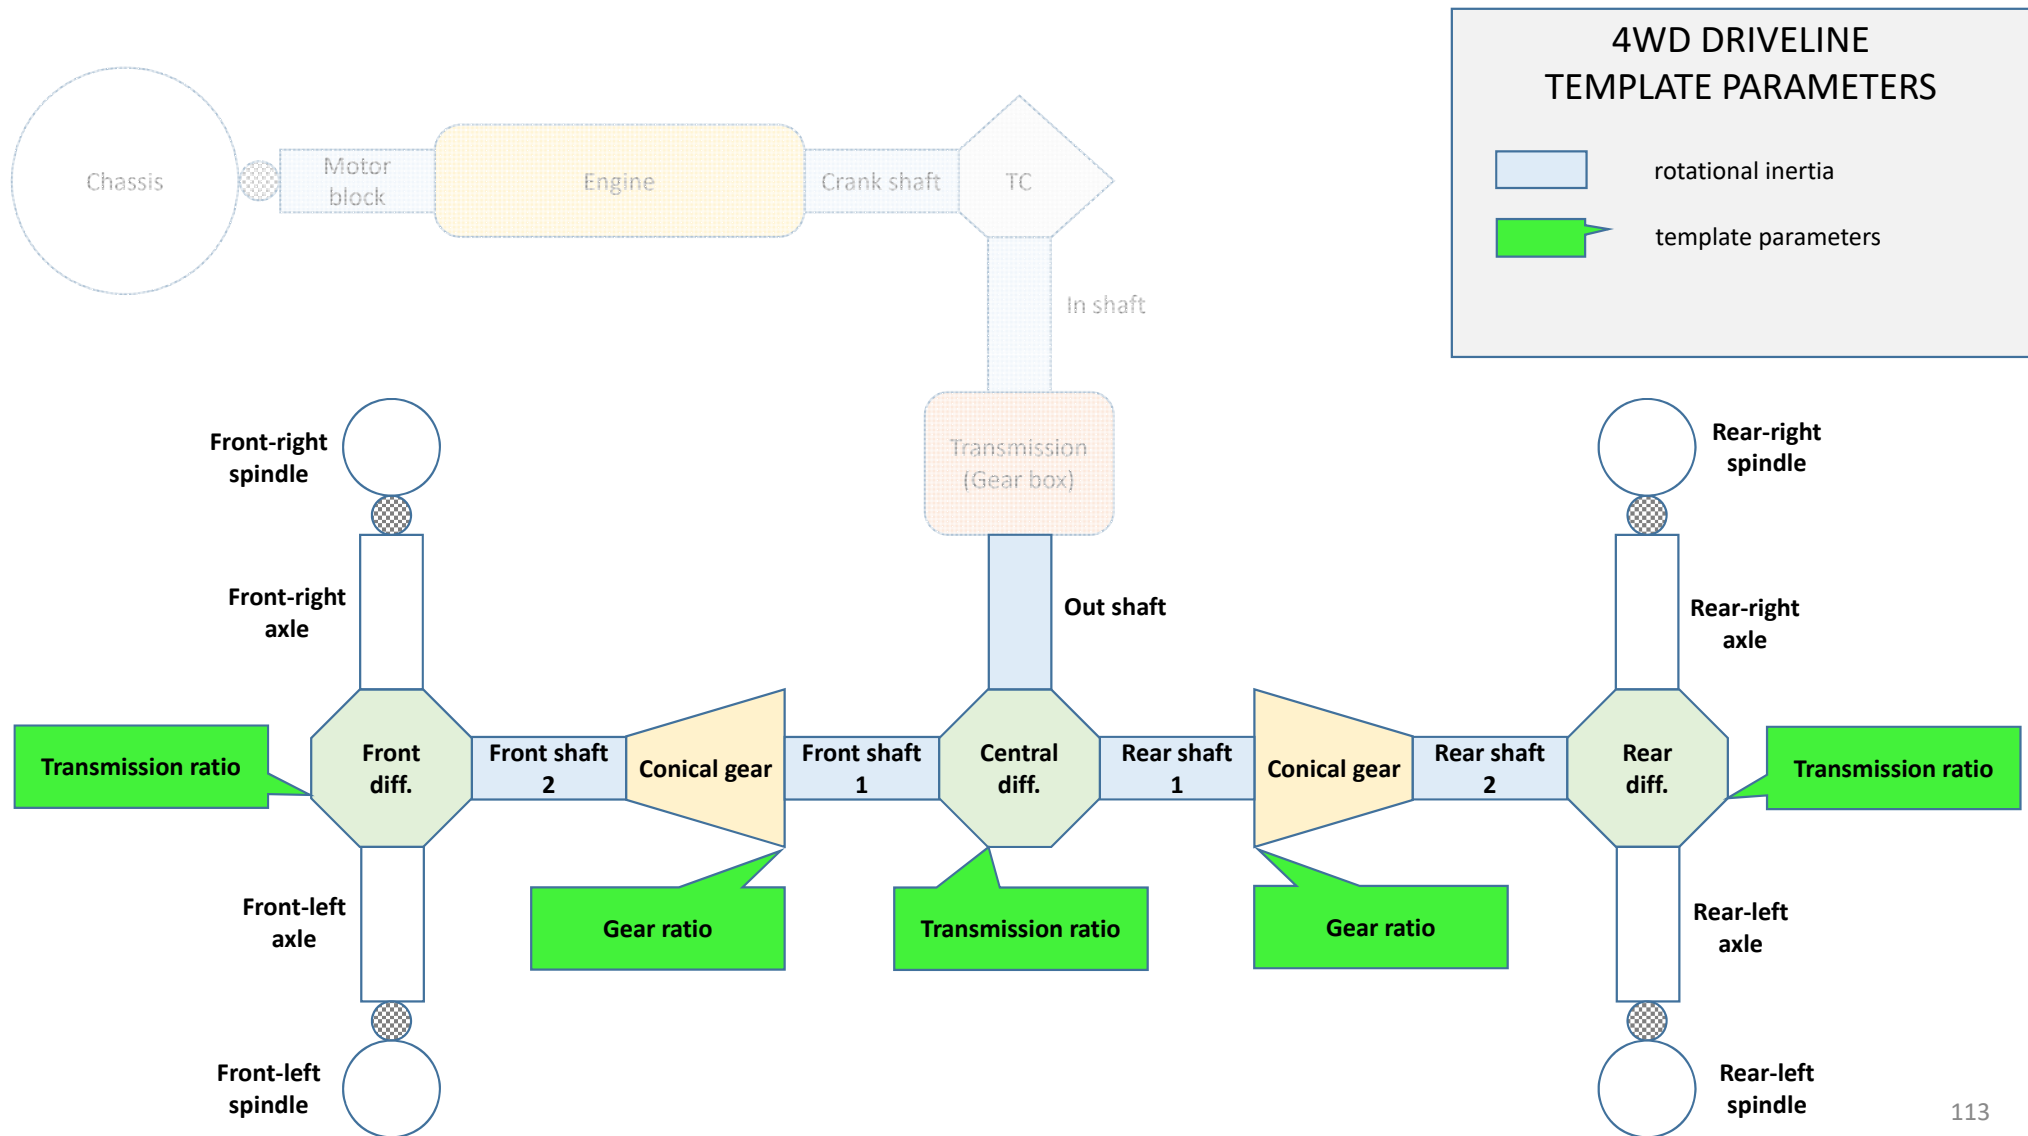 4WD DRIVELINE
TEMPLATE PARAMETERS
rotational inertia
template parameters
Chassis
Motor
block
Engine
Crank shaft
TC
In shaft
Transmission
(Gear box)
Front-right
spindle
Rear-right
spindle
Front-right
axle
Out shaft
Rear-right
axle
Transmission ratio
Front
diff.
Front shaft
2
Conical gear
Front shaft
1
Central
diff.
Rear shaft
1
Conical gear
Rear shaft
2
Rear
diff.
Transmission ratio
Front-left
axle
Gear ratio
Transmission ratio
Gear ratio
Rear-left
axle
Front-left
spindle
Rear-left
spindle
113